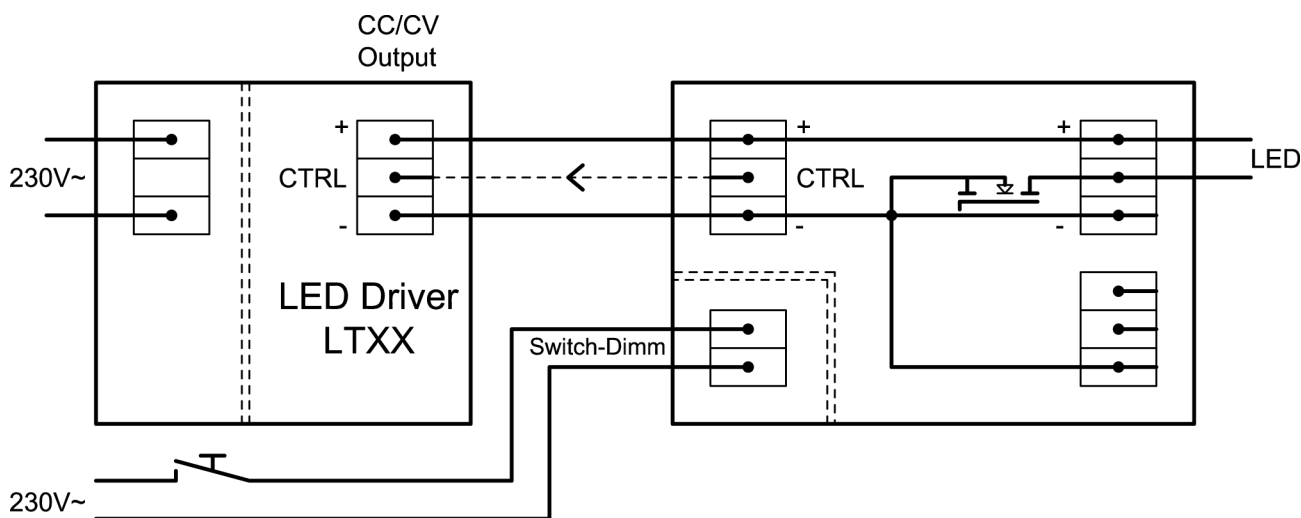 CC/CV
Output
+
CTRL
-
+
CTRL
-
+
-
230V~
LED
LED Driver
LTXX
Switch-Dimm
230V~